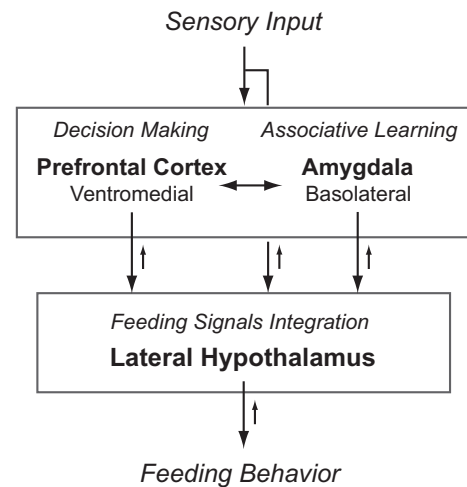 Sensory Input
Decision Making Associative Learning
Prefrontal Cortex Amygdala
Ventromedial Basolateral
Feeding Signals Integration
Lateral Hypothalamus
Feeding Behavior